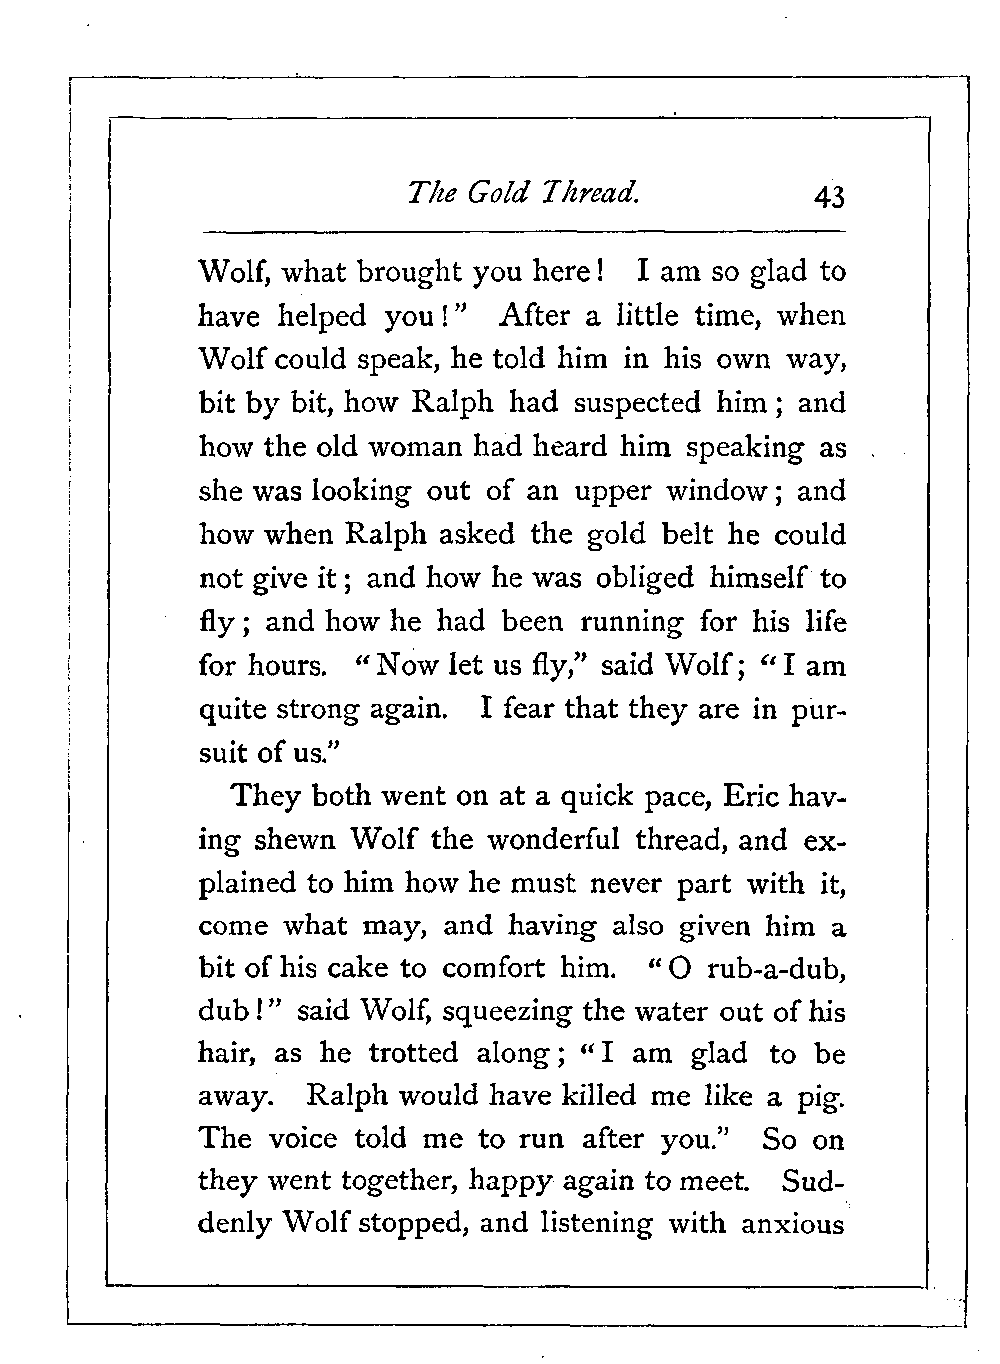 The Gold Thread. 43
Wolf, what brought you here! I am so glad to
have helped you!" After a little time, when
Wolf could speak, he told him in his own way,
bit by bit, how Ralph had suspected him; and
how the old woman had heard him speaking as
she was looking out of an upper window; and
how when Ralph asked the gold belt he could
not give it; and how he was obliged himself to
fly; and how he had been running for his life
for hours. "Now let us fly," said Wolf; "I am
quite strong again. I fear that they are in pur-
suit of us."
They both went on at a quick pace, Eric hav-
ing shewn Wolf the wonderful thread, and ex-
plained to him how he must never part with it,
come what may, and having also given him a
bit of his cake to comfort him. "O rub-a-dub,
dub!" said Wolf, squeezing the water out of his
hair, as he trotted along; "I am glad to be
away. Ralph would have killed me like a pig.
The voice told me to run after you." So on
they went together, happy again to meet. Sud-
denly Wolf stopped, and listening with anxious